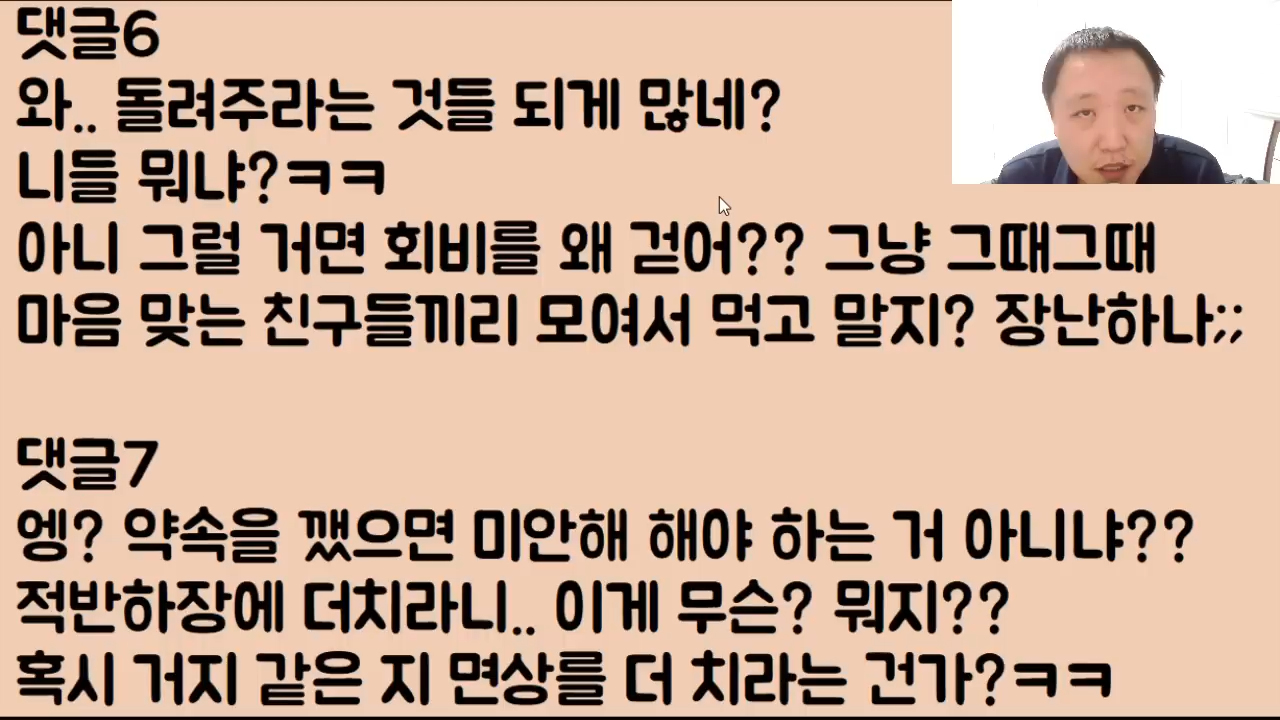 댓글6
와.. 돌려주라는 것들 되게 많네?
니들 뭐냐?ㅋㅋ
아니 그럴 거면 회비를 왜 걷어?? 그냥 그때그때
마음 맞는 친구들끼리 모여서 먹고 말지? 장난하나;;
댓글7
엥? 약속을 깼으면 미안해 해야 하는 거 아니냐??
적반하장에 더치라니.. 이게 무슨? 뭐지??
혹시 거지 같은 지 면상을 더 치라는 건가?ㅋㅋ